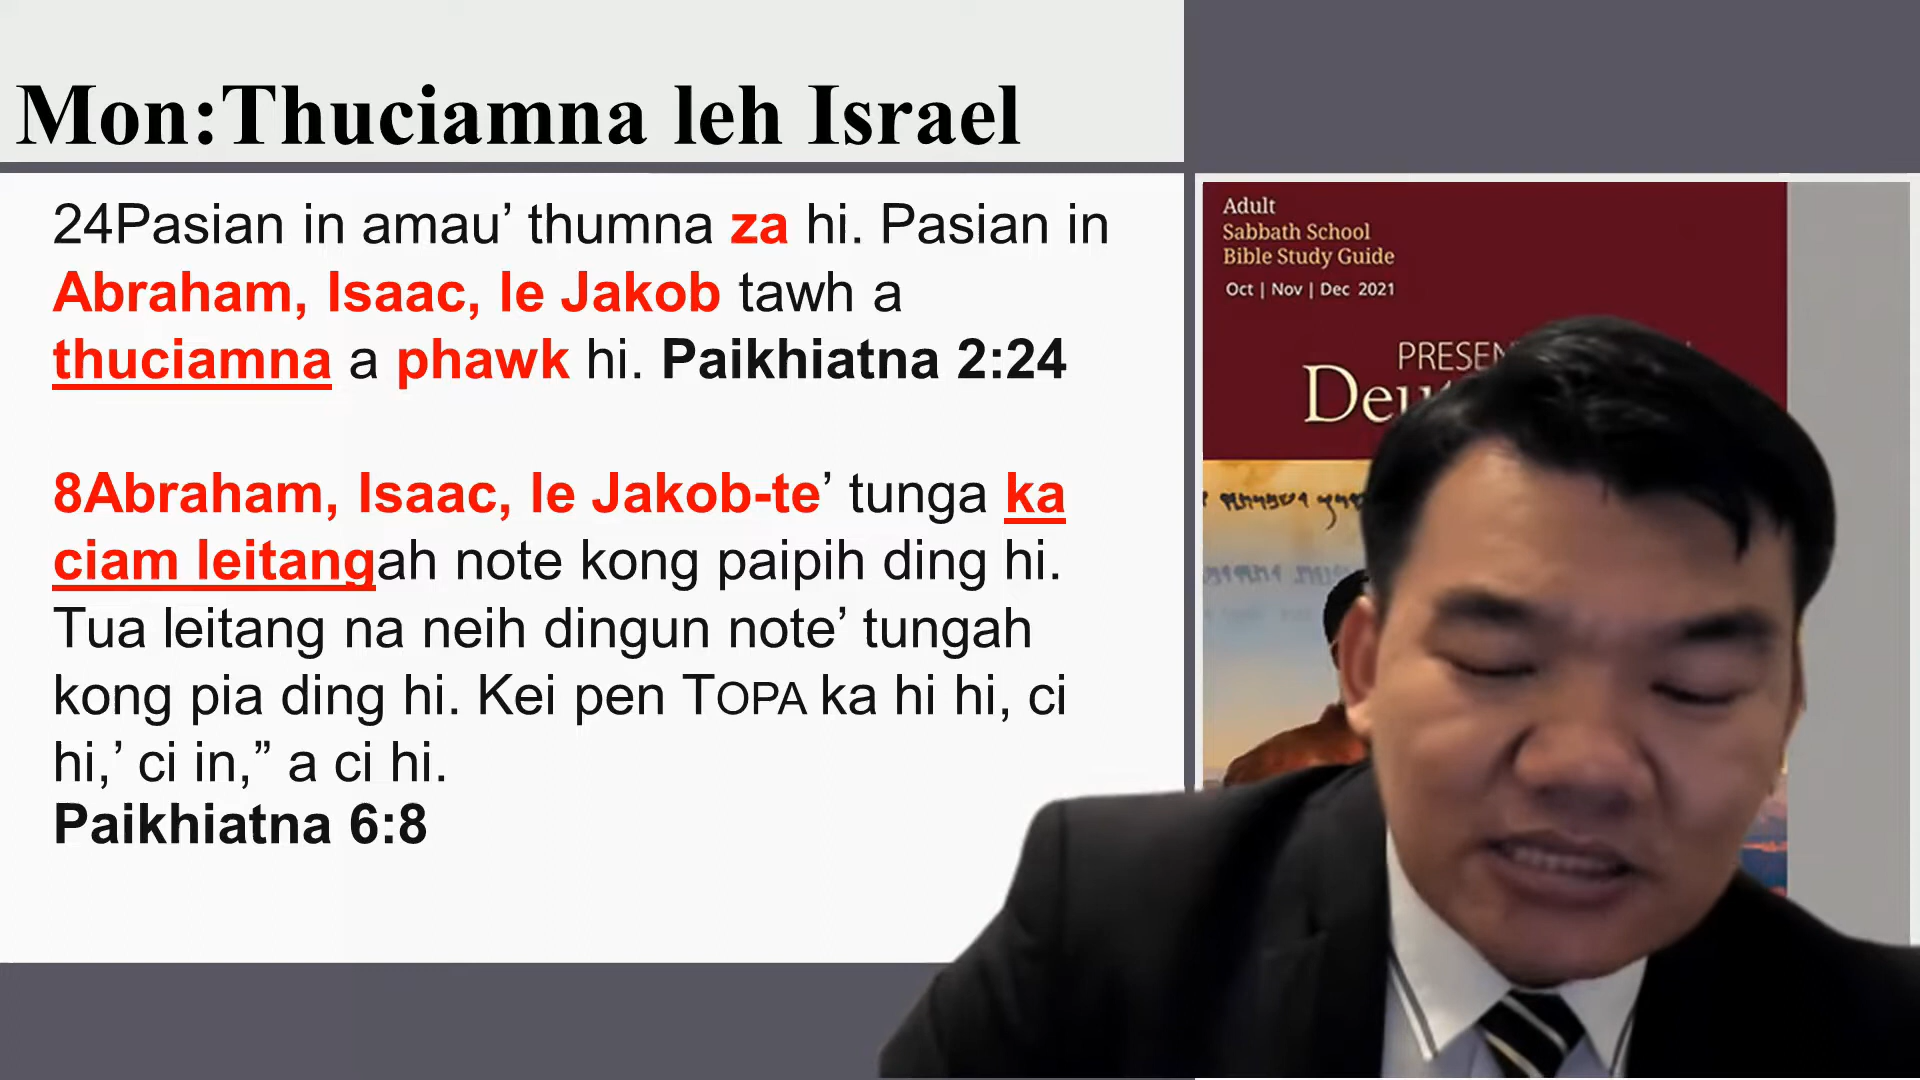 Mon:Thuciamna leh Israel
24Pasian in amau’ thumna za hi. Pasian in
Abraham, Isaac, le Jakob tawh a
thuciamna a phawk hi. Paikhiatna 2:24
8Abraham, Isaac, le Jakob-te’ tunga ka
ciam leitangah note kong paipih ding hi.
Tua leitang na neih dingun note’ tungah
kong pia ding hi. Kei pen TOPA ka hi hi, ci
hi,’ ci in,” a ci hi.
Paikhiatna 6:8
Adult
Sabbath School
Bible Study Guide
Oct | Nov | Dec 2021